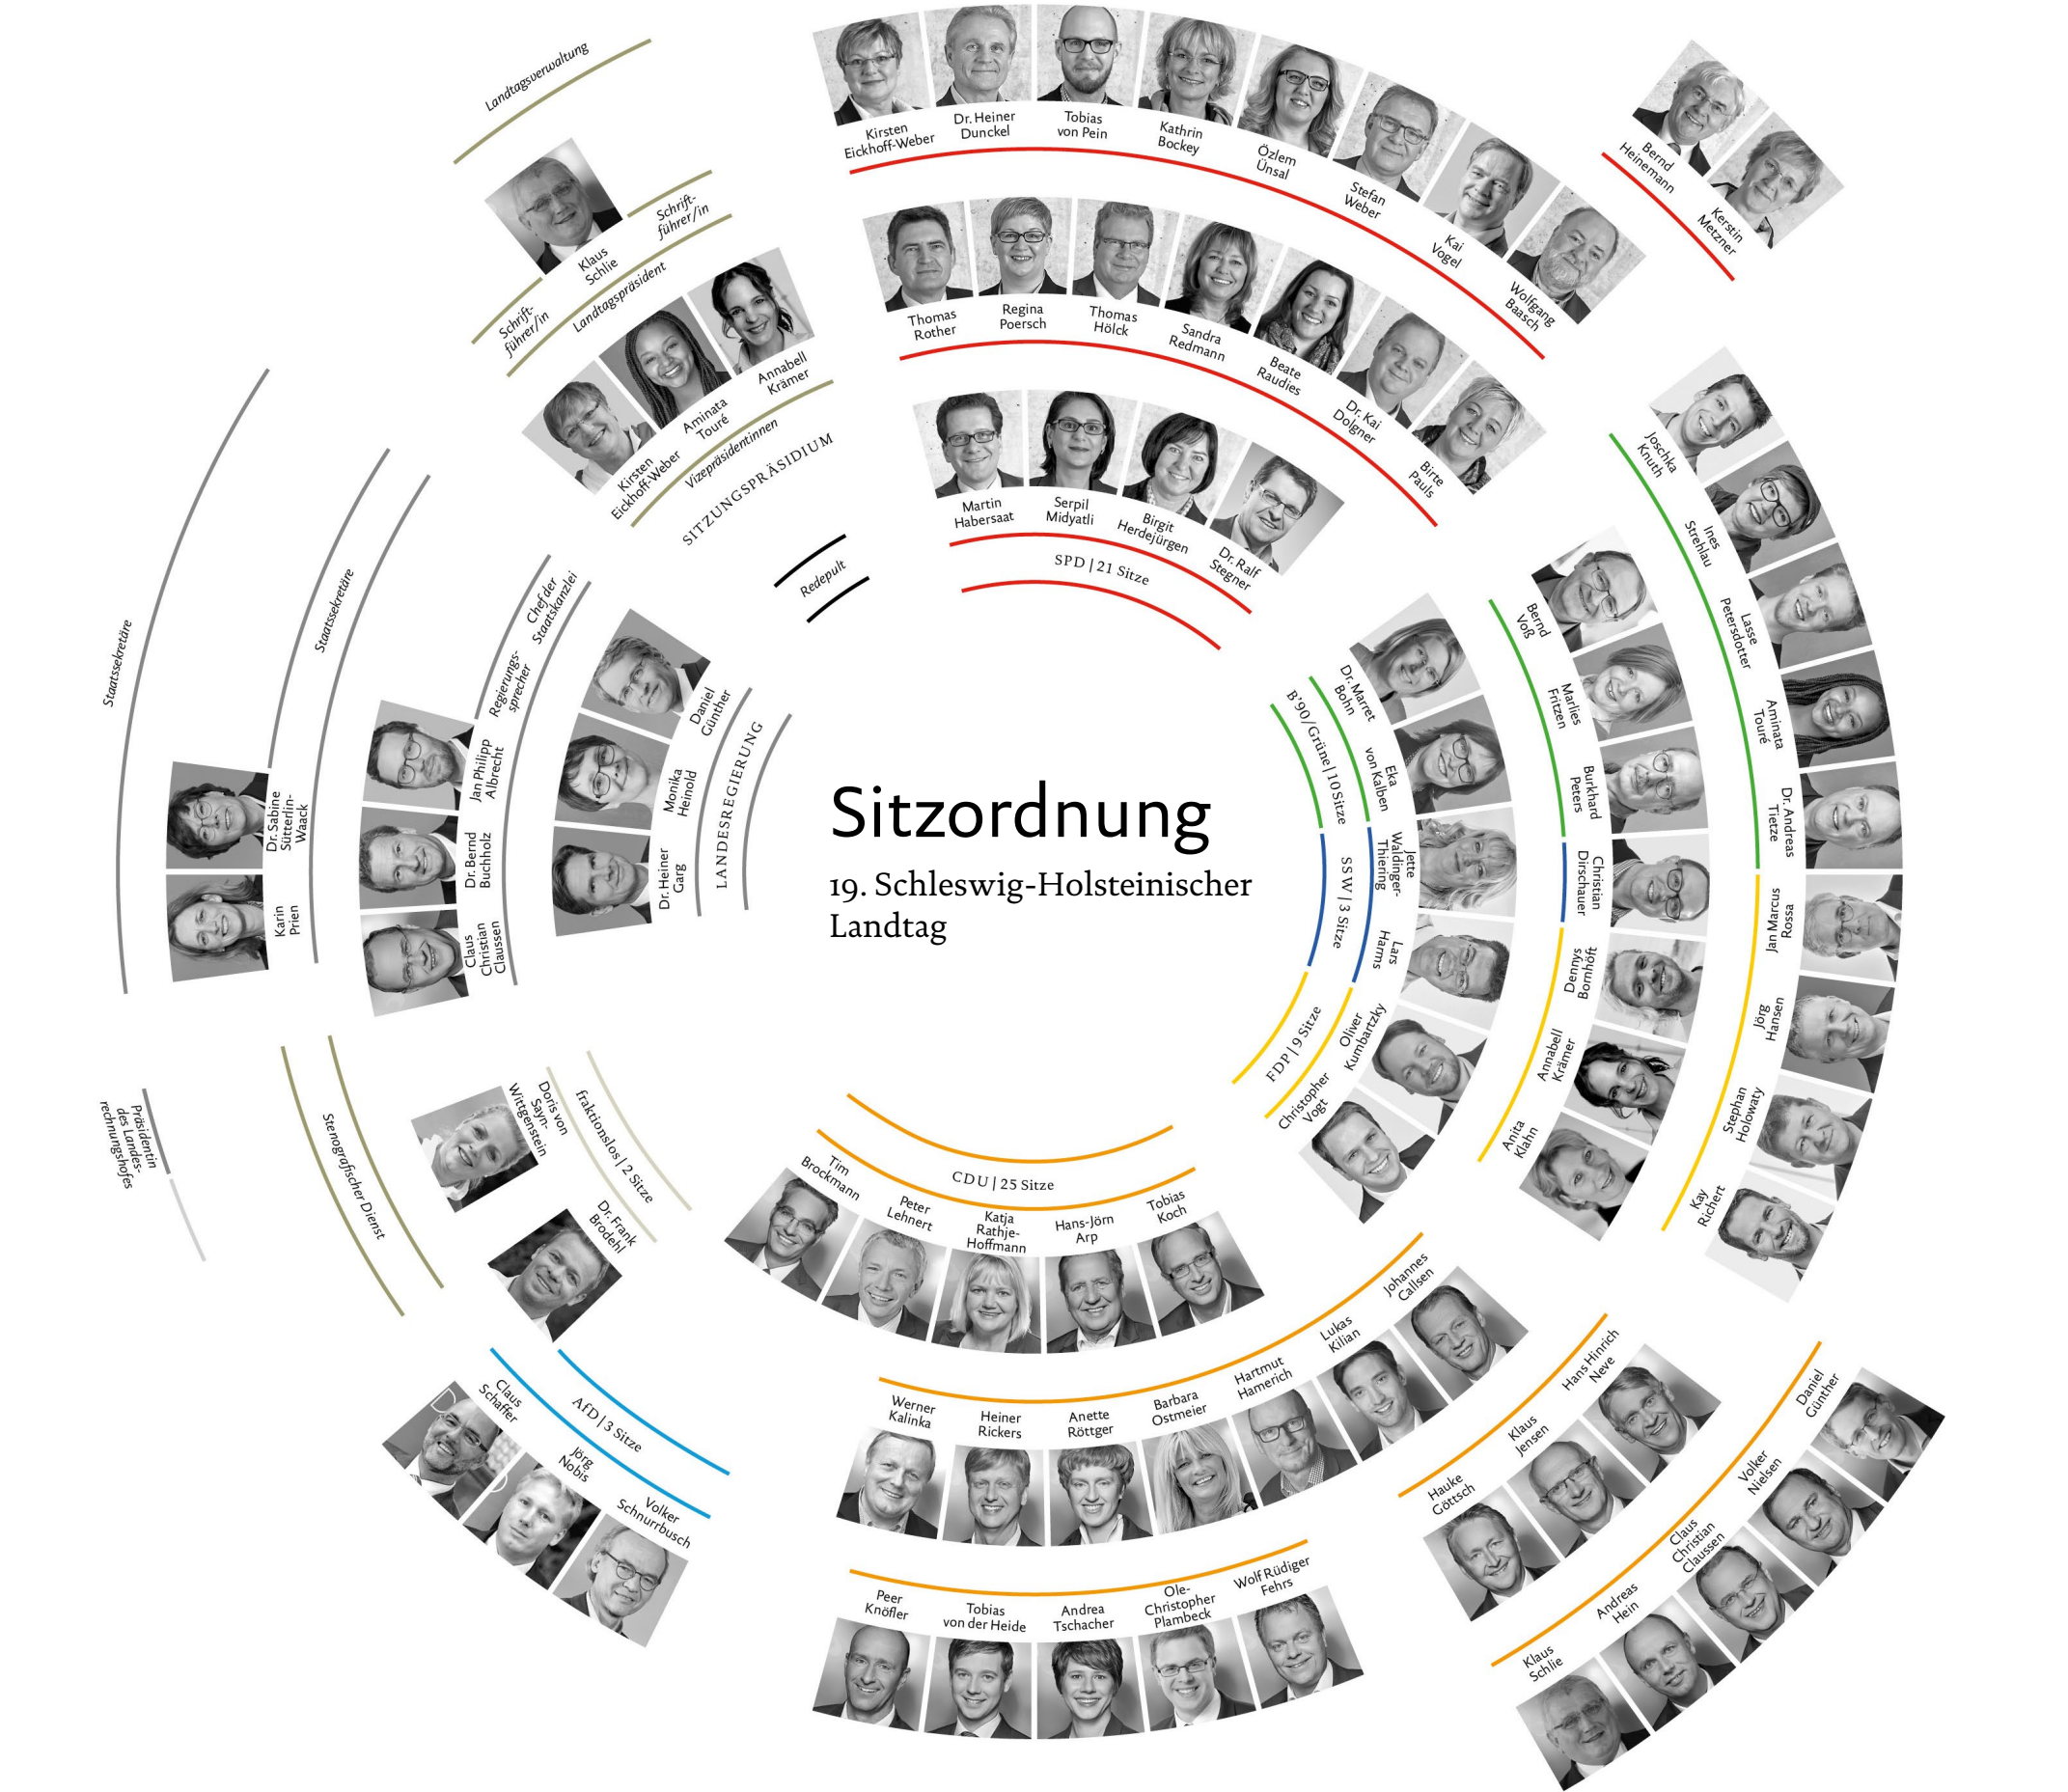 Sitzordnung
19. Schleswig-Holsteinischer
Landtag
Landtagsverwaltung
Klaus
Schlie
Schrift-
führer/in
Schrift-
führer/in
Landtagspräsident
Kirsten
Eickhoff-Weber
Aminata
Touré
Annabell
Krämer
Vizepräsidentinnen
SITZUNGSPRÄSIDIUM
Redepult
Kirsten
Eickhoff-Weber
Dr. Heiner
Dunckel
Tobias
von Pein
Kathrin
Bockey
Özlem
Ünsal
Stefan
Weber
Kai
Vogel
Wolfgang
Baasch
Bernd
Heinemann
Kerstin
Metzner
Thomas
Rother
Regina
Poersch
Thomas
Hölck
Sandra
Redmann
Beate
Raudies
Dr. Kai
Dolgner
Birte
Pauls
Martin
Habersaat
Serpil
Midyatli
Birgit
Herdejürgen
Dr. Ralf
Stegner
SPD | 21 Sitze
Joschka
Knuth
Ines
Strehlau
Lasse
Petersdotter
Aminata
Touré
Dr. Andreas
Tietze
Jan Marcus
Rossa
Jörg
Hansen
Stephan
Holowaty
Kay
Richert
Bernd
Voß
Marlies
Fritzen
Burkhard
Peters
Christian
Dirschauer
Dennys
Bornhöft
Annabell
Krämer
Anita
Klahn
Dr. Marret
Bohn
Eka
von Kalben
Jette
Waldinger-
Thiering
Lars
Harms
Oliver
Kumbartzky
Christopher
Vogt
B'90/Grüne | 10 Sitze
SSW | 3 Sitze
FDP | 9 Sitze
CDU | 25 Sitze
Tim
Brockmann
Peter
Lehnert
Katja
Rathje-
Hoffmann
Hans-Jörn
Arp
Tobias
Koch
Werner
Kalinka
Heiner
Rickers
Anette
Röttger
Barbara
Ostmeier
Hartmut
Hamerich
Lukas
Kilian
Johannes
Callsen
Hauke
Göttsch
Klaus
Jensen
Hans Hinrich
Neve
Peer
Knöfler
Tobias
von der Heide
Andrea
Tschacher
Ole-
Christopher
Plambeck
Wolf Rüdiger
Fehrs
Klaus
Schlie
Andreas
Hein
Claus
Christian
Claussen
Volker
Nielsen
Daniel
Günther
AfD | 3 Sitze
Claus
Schaffer
Jörg
Nobis
Volker
Schnurrbusch
fraktionslos | 2 Sitze
Doris von
Sayn-
Wittgenstein
Dr. Frank
Brodehl
Stenografischer Dienst
Präsidentin
des Landes-
rechnungshofes
LANDESREGIERUNG
Daniel
Günther
Monika
Heinold
Dr. Heiner
Garg
Chef der
Staatskanzlei
Regierungs-
sprecher
Jan Philipp
Albrecht
Dr. Bernd
Buchholz
Claus
Christian
Claussen
Staatssekretäre
Dr. Sabine
Sütterlin-
Waack
Karin
Prien
Staatssekretäre